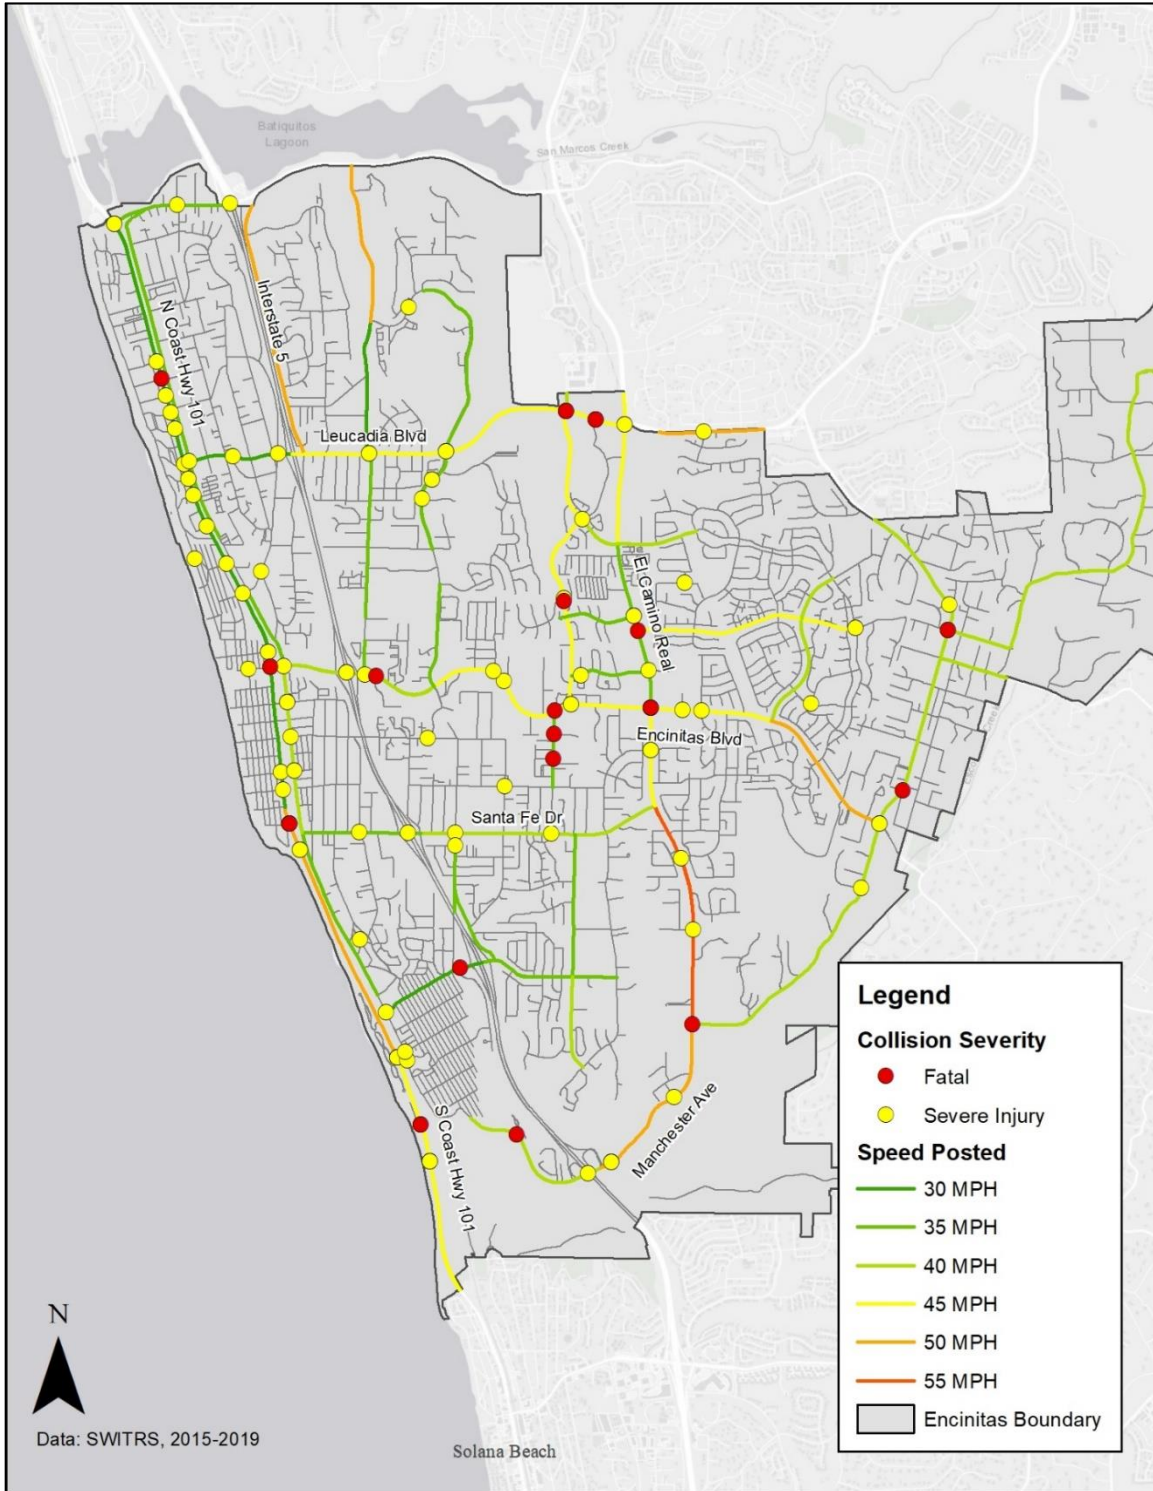 Batiquitos
Lagoon
San Marcos Creek
N Coast Hwy 101
Interstate 5
Leucadia Blvd
El Camino Real
Encinitas Blvd
Santa Fe Dr
Manchester Ave
S Coast Hwy 101
Legend
Collision Severity
Fatal
Severe Injury
Speed Posted
30 MPH
35 MPH
40 MPH
45 MPH
50 MPH
55 MPH
Encinitas Boundary
N
Data: SWITRS, 2015-2019
Solana Beach